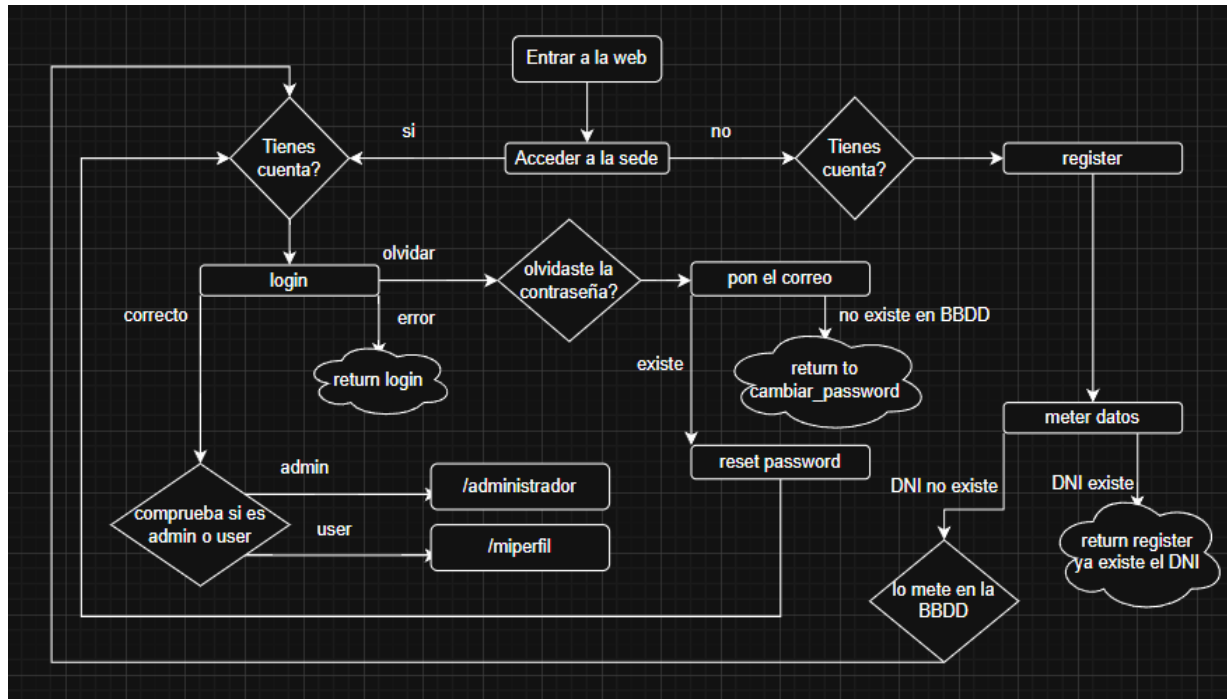 Entrar a la web
si
no
Tienes
cuenta?
Acceder a la sede
Tienes
cuenta?
register
olvidar
olvidaste la
contraseña?
login
pon el correo
correcto
error
no existe en BBDD
return login
existe
return to
cambiar_password
meter datos
reset password
admin
/administrador
DNI no existe
DNI existe
comprueba si es
admin o user
user
/miperfil
return register
ya existe el DNI
lo mete en la
BBDD